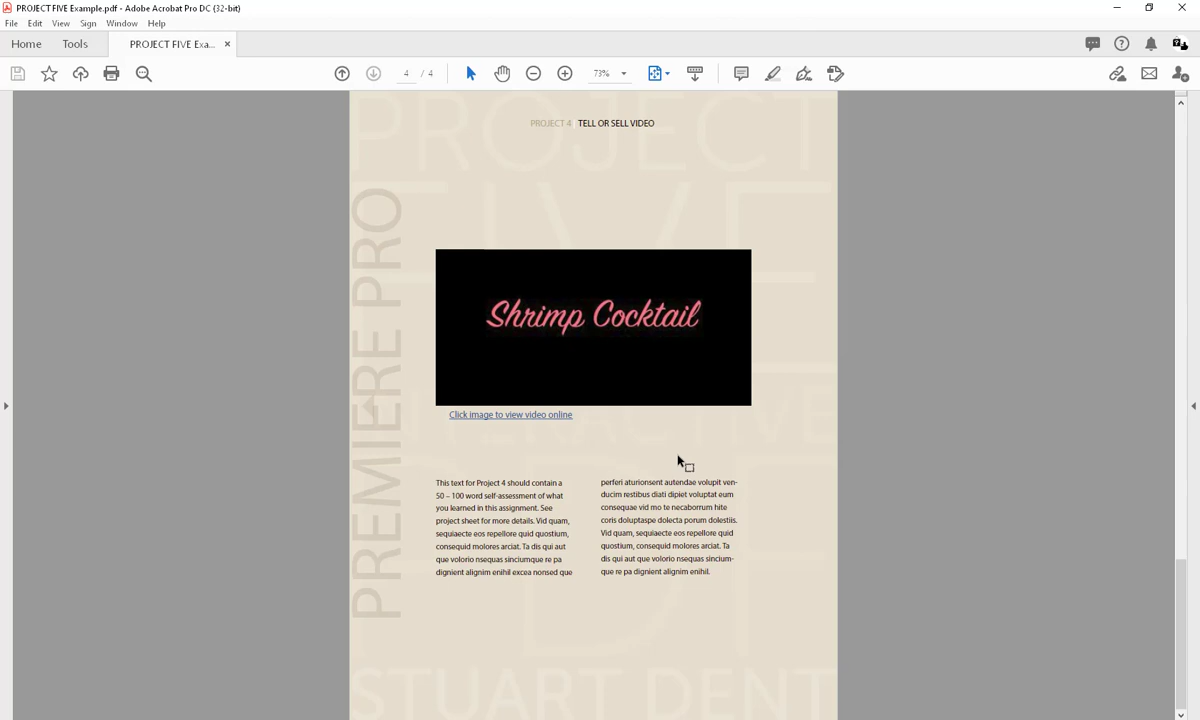 PROJECT FIVE Example.pdf - Adobe Acrobat Pro DC (32-bit)
File Edit View Sign Window Help
Home Tools PROJECT FIVE Exa... ×
4 / 4 73%
PROJECT
PROJECT 4 TELL OR SELL VIDEO
FIVE
PREMIERE PRO
Shrimp Cocktail
INTERACTIVE
Click image to view video online
PDF
This text for Project 4 should contain a
50 – 100 word self-assessment of what
you learned in this assignment. See
project sheet for more details. Vid quam,
sequiaecte eos repellore quid quostium,
consequid molores arciat. Ta dis qui aut
que volorio nsequas sinciumque re pa
dignient alignim enihil excea nonsed que
perferi aturionsent autendae volupit ven-
ducim restibus diati dipiet voluptat eum
consequae vid mo te necaborrum hite
coris doluptaspe dolecta porum dolestiis.
Vid quam, sequiaecte eos repellore quid
quostium, consequid molores arciat. Ta
dis qui aut que volorio nsequas sincium-
que re pa dignient alignim enihil.
STUART DENT